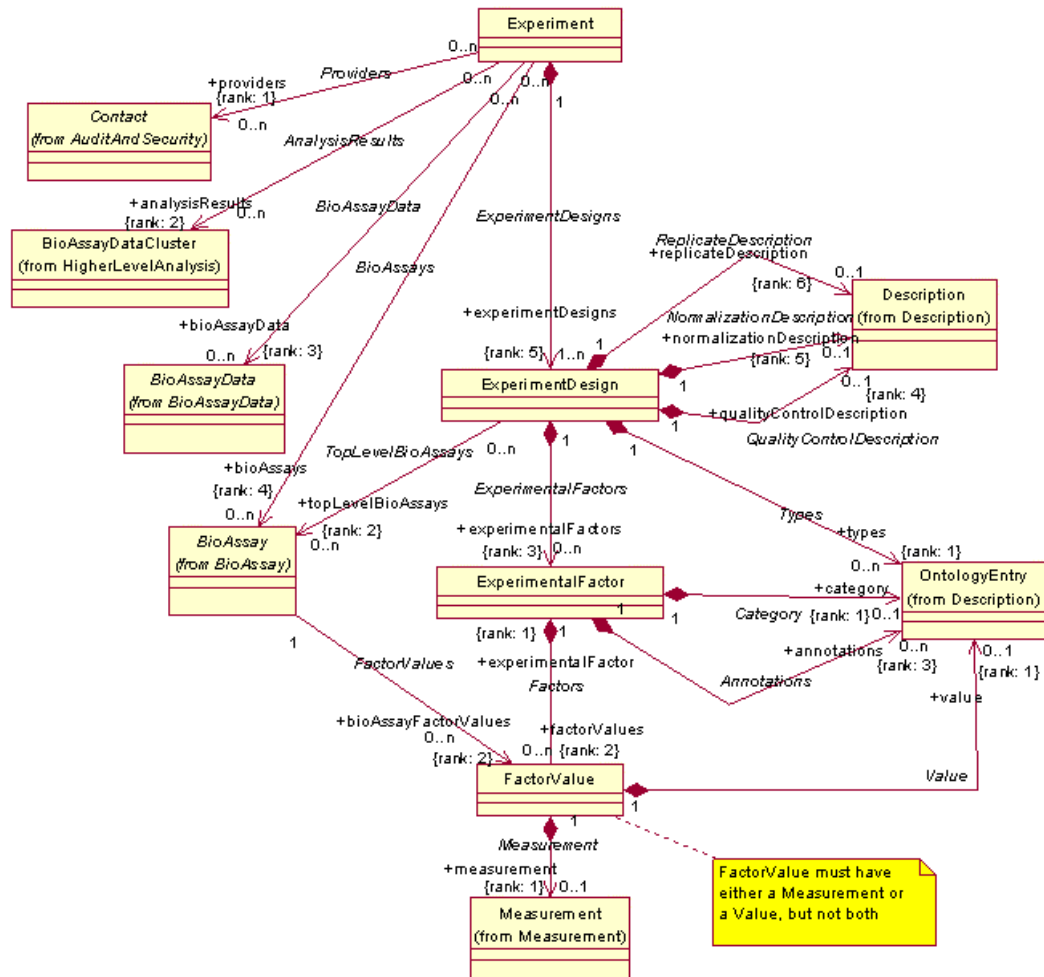 Experiment
0..n
0..n
0..n
0..n
1
Providers
+providers
{rank: 1}
0..n
Contact
(from AuditAndSecurity)
AnalysisResults
+analysisResults
{rank: 2}
0..n
BioAssayDataCluster
(from HigherLevelAnalysis)
BioAssayData
+bioAssayData
0..n
{rank: 3}
BioAssayData
(from BioAssayData)
BioAssays
+bioAssays
{rank: 4}
0..n
ExperimentDesigns
+experimentDesigns
{rank: 5}
1..n
ReplicateDescription
+replicateDescription
0..1
{rank: 6}
1
Description
(from Description)
NormalizationDescription
+normalizationDescription
0..1
{rank: 5}
1
ExperimentDesign
0..1
{rank: 4}
1
+qualityControlDescription
QualityControlDescription
TopLevelBioAssays
0..n
+topLevelBioAssays
{rank: 2}
0..n
1
ExperimentalFactors
+experimentalFactors
{rank: 3}
0..n
1
Types
+types
{rank: 1}
0..n
BioAssay
(from BioAssay)
ExperimentalFactor
OntologyEntry
(from Description)
+category
Category
{rank: 1}
0..1
1
1
+annotations
Annotations
0..n
{rank: 3}
0..1
{rank: 1}
+value
{rank: 1}
1
+experimentalFactor
Factors
+factorValues
0..n
{rank: 2}
1
FactorValues
+bioAssayFactorValues
0..n
{rank: 2}
FactorValue
1
Value
1
Measurement
+measurement
{rank: 1}
0..1
Measurement
(from Measurement)
FactorValue must have
either a Measurement or
a Value, but not both